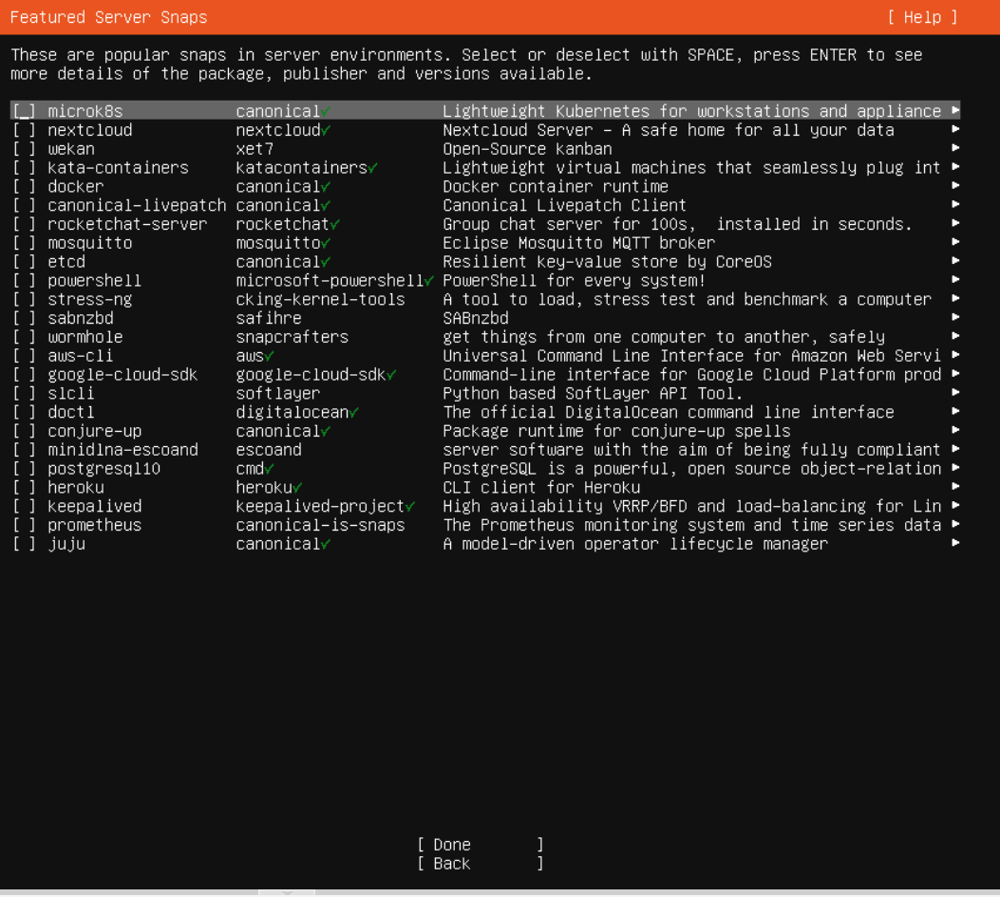 Featured Server Snaps [ Help ]
These are popular snaps in server environments. Select or deselect with SPACE, press ENTER to see
more details of the package, publisher and versions available.
[_] microk8s canonical✓ Lightweight Kubernetes for workstations and appliance ▶
[ ] nextcloud nextcloud✓ Nextcloud Server - A safe home for all your data ▶
[ ] wekan xet7 Open-Source kanban ▶
[ ] kata-containers katacontainers✓ Lightweight virtual machines that seamlessly plug int ▶
[ ] docker canonical✓ Docker container runtime ▶
[ ] canonical-livepatch canonical✓ Canonical Livepatch Client ▶
[ ] rocketchat-server rocketchat✓ Group chat server for 100s,  installed in seconds. ▶
[ ] mosquitto mosquitto✓ Eclipse Mosquitto MQTT broker ▶
[ ] etcd canonical✓ Resilient key-value store by CoreOS ▶
[ ] powershell microsoft-powershell✓ PowerShell for every system! ▶
[ ] stress-ng cking-kernel-tools A tool to load, stress test and benchmark a computer ▶
[ ] sabnzbd safihre SABnzbd ▶
[ ] wormhole snapcrafters get things from one computer to another, safely ▶
[ ] aws-cli aws✓ Universal Command Line Interface for Amazon Web Servi ▶
[ ] google-cloud-sdk google-cloud-sdk✓ Command-line interface for Google Cloud Platform prod ▶
[ ] slcli softlayer Python based SoftLayer API Tool. ▶
[ ] doctl digitalocean✓ The official DigitalOcean command line interface ▶
[ ] conjure-up canonical✓ Package runtime for conjure-up spells ▶
[ ] minidlna-escoand escoand server software with the aim of being fully compliant ▶
[ ] postgresql10 cmd✓ PostgreSQL is a powerful, open source object-relation ▶
[ ] heroku heroku✓ CLI client for Heroku ▶
[ ] keepalived keepalived-project✓ High availability VRRP/BFD and load-balancing for Lin ▶
[ ] prometheus canonical-is-snaps The Prometheus monitoring system and time series data ▶
[ ] juju canonical✓ A model-driven operator lifecycle manager ▶
[ Done ]
[ Back ]